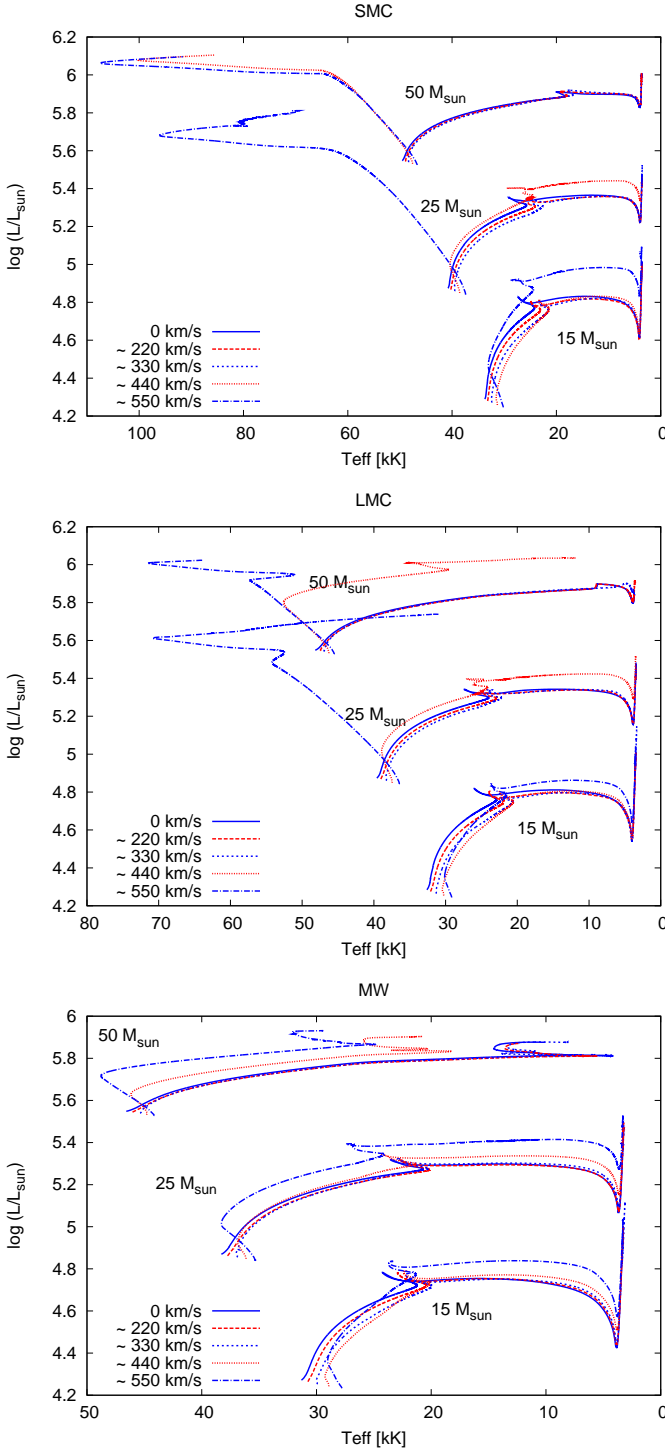 SMC
6.2
6
5.8
5.6
5.4
5.2
5
4.8
4.6
4.4
4.2
log (L/L_sun)
50 M_sun
25 M_sun
15 M_sun
0 km/s
~ 220 km/s
~ 330 km/s
~ 440 km/s
~ 550 km/s
100 80 60 40 20 0
Teff [kK]
LMC
6.2
6
5.8
5.6
5.4
5.2
5
4.8
4.6
4.4
4.2
log (L/L_sun)
50 M_sun
25 M_sun
15 M_sun
0 km/s
~ 220 km/s
~ 330 km/s
~ 440 km/s
~ 550 km/s
80 70 60 50 40 30 20 10 0
Teff [kK]
MW
6
5.8
5.6
5.4
5.2
5
4.8
4.6
4.4
4.2
log (L/L_sun)
50 M_sun
25 M_sun
15 M_sun
0 km/s
~ 220 km/s
~ 330 km/s
~ 440 km/s
~ 550 km/s
50 40 30 20 10 0
Teff [kK]